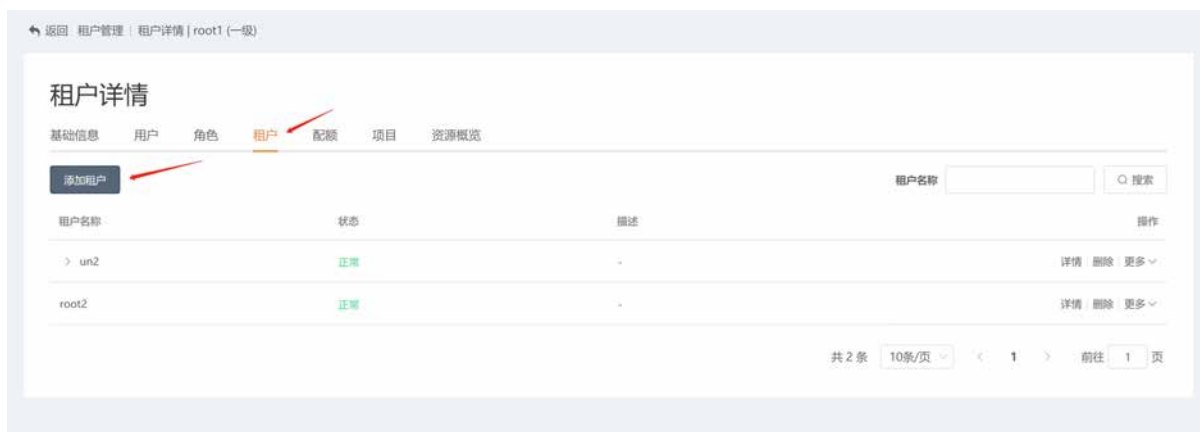 返回 租户管理 | 租户详情 | root1 (一级)
租户详情
基础信息 用户 角色 租户 配额 项目 资源概览
添加租户 租户名称 搜索
租户名称 状态 描述 操作
> un2 正常 - 详情 删除 更多
root2 正常 - 详情 删除 更多
共 2 条 10条/页 < 1 > 前往 1 页